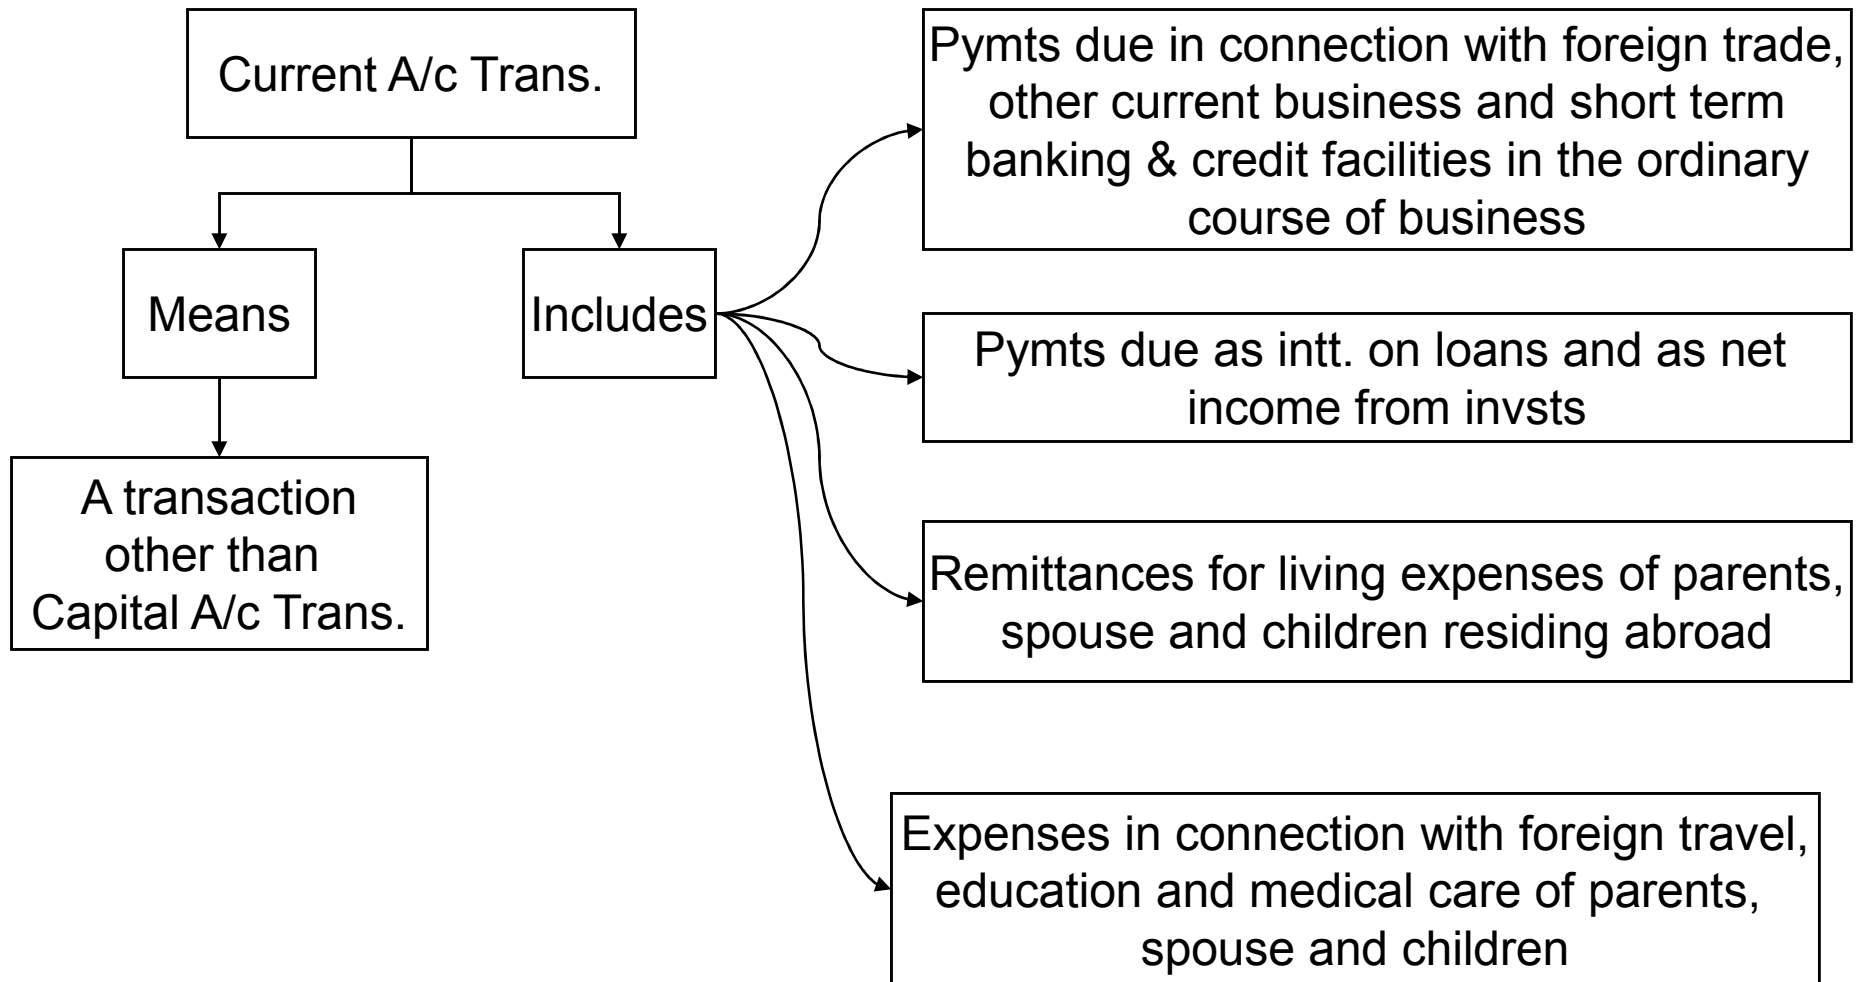 Current A/c Trans.
Means
Includes
A transaction
other than
Capital A/c Trans.
Pymts due in connection with foreign trade,
other current business and short term
banking & credit facilities in the ordinary
course of business
Pymts due as intt. on loans and as net
income from invsts
Remittances for living expenses of parents,
spouse and children residing abroad
Expenses in connection with foreign travel,
education and medical care of parents,
spouse and children